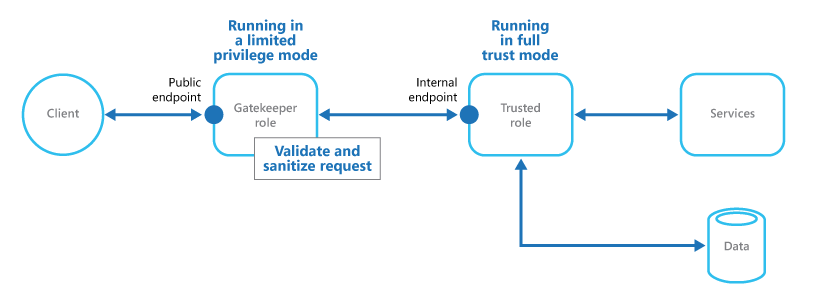 Running in
a limited
privilege mode
Running
in full
trust mode
Public
endpoint
Internal
endpoint
Client
Gatekeeper
role
Trusted
role
Services
Validate and
sanitize request
Data